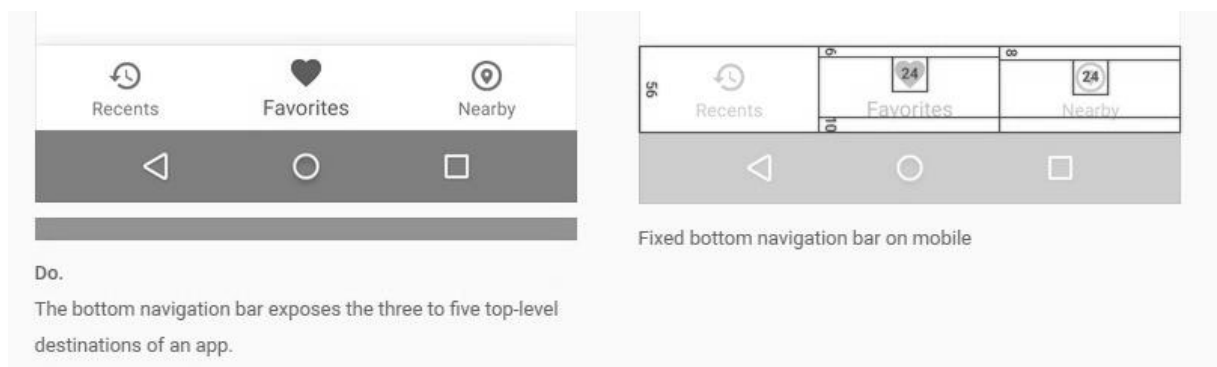 Recents
Favorites
Nearby
Do.
The bottom navigation bar exposes the three to five top-level
destinations of an app.
56
6
8
24
24
Recents
Favorites
Nearby
10
Fixed bottom navigation bar on mobile